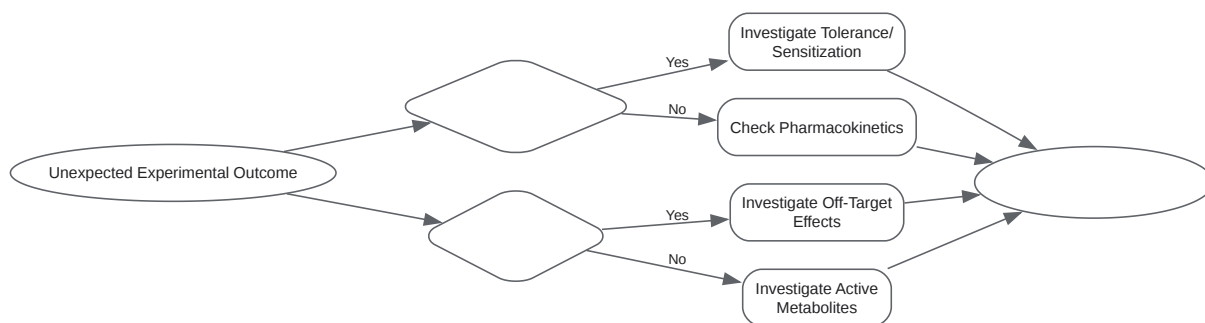 Investigate Tolerance/
Sensitization
Yes
No
Check Pharmacokinetics
Unexpected Experimental Outcome
Yes
Investigate Off-Target
Effects
No
Investigate Active
Metabolites